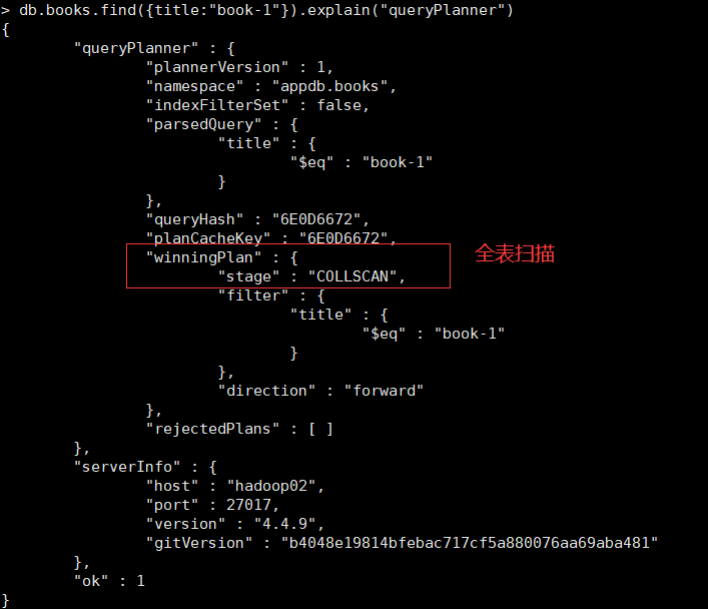 > db.books.find({title:"book-1"}).explain("queryPlanner")
{
        "queryPlanner" : {
                "plannerVersion" : 1,
                "namespace" : "appdb.books",
                "indexFilterSet" : false,
                "parsedQuery" : {
                        "title" : {
                                "$eq" : "book-1"
                        }
                },
                "queryHash" : "6E0D6672",
                "planCacheKey" : "6E0D6672",
                "winningPlan" : {
全表扫描
                        "stage" : "COLLSCAN",
                        "filter" : {
                                "title" : {
                                        "$eq" : "book-1"
                                }
                        },
                        "direction" : "forward"
                },
                "rejectedPlans" : [ ]
        },
        "serverInfo" : {
                "host" : "hadoop02",
                "port" : 27017,
                "version" : "4.4.9",
                "gitVersion" : "b4048e19814bfebac717cf5a880076aa69aba481"
        },
        "ok" : 1
}